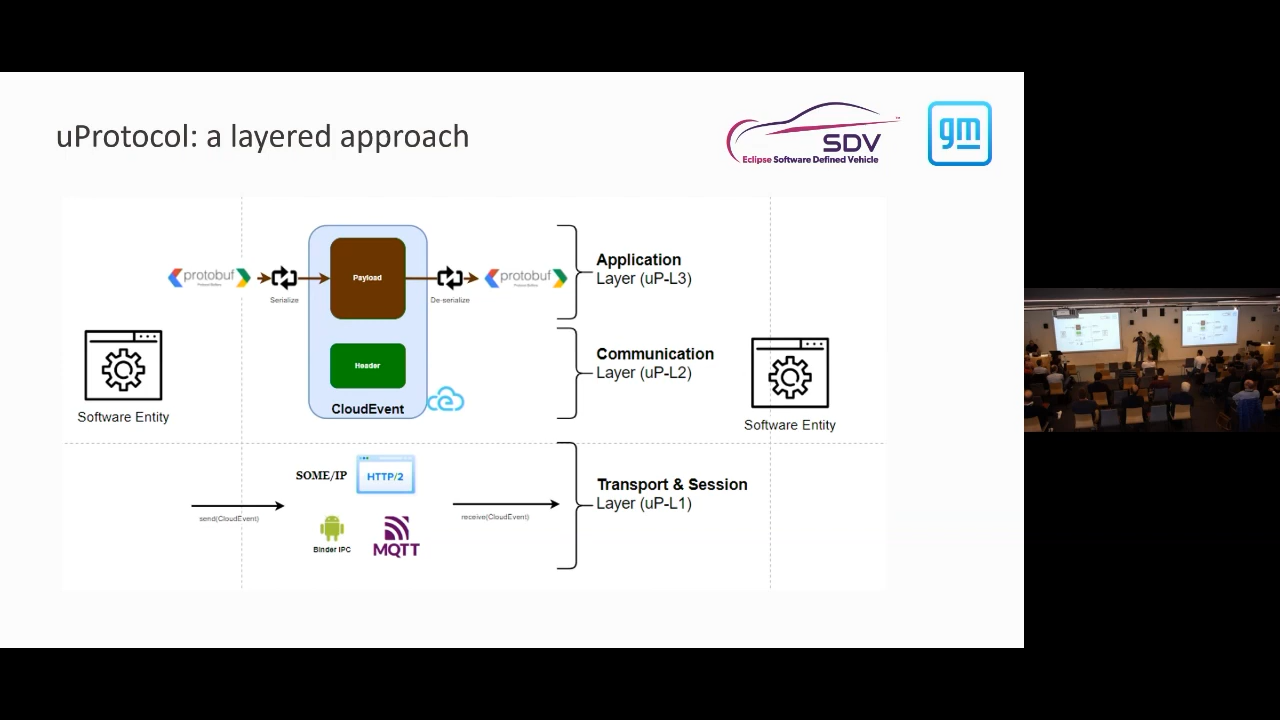 uProtocol: a layered approach
SDV
Eclipse Software Defined Vehicle
gm
protobuf
Serialize
Payload
De-serialize
protobuf
Application
Layer (uP-L3)
Header
CloudEvent
Communication
Layer (uP-L2)
Software Entity
Software Entity
SOME/IP
HTTP/2
send(CloudEvent)
receive(CloudEvent)
Binder IPC
MQTT
Transport & Session
Layer (uP-L1)